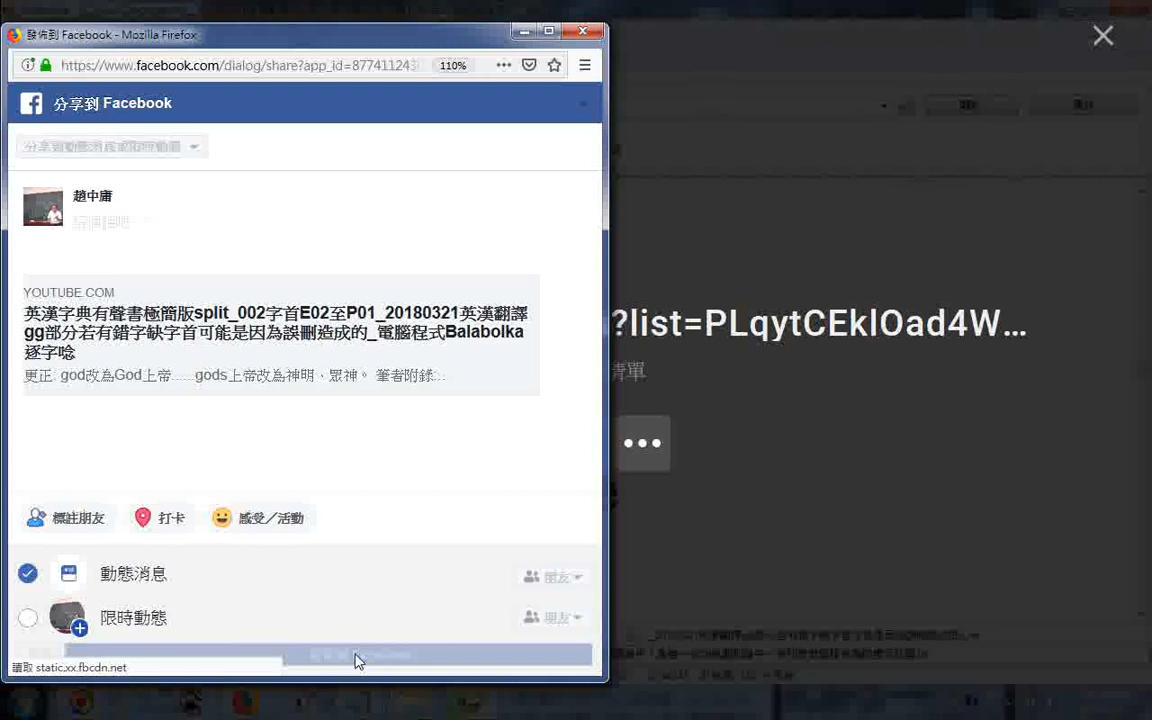 發佈到 Facebook - Mozilla Firefox
https://www.facebook.com/dialog/share?app_id=87741124
110%
分享到 Facebook
趙中庸
YOUTUBE.COM
英漢字典有聲書極簡版split_002字首E02至P01_20180321英漢翻譯
gg部分若有錯字缺字首可能是因為誤刪造成的_電腦程式Balabolka
逐字唸
更正: god改為God上帝......gods上帝改為神明、眾神。 筆者附錄:...
?list=PLqytCEklOad4W...
清單
標註朋友
打卡
感受/活動
動態消息
朋友
限時動態
朋友
讀取 static.xx.fbcdn.net